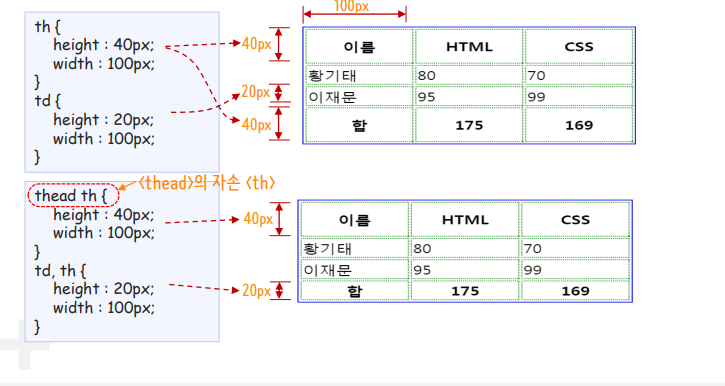 100px
th {
height : 40px;
width : 100px;
}
td {
height : 20px;
width : 100px;
}
40px
20px
40px
이름 HTML CSS
황기태 80 70
이재문 95 99
합 175 169
<thead>의 자손 <th>
thead th {
height : 40px;
width : 100px;
}
td, th {
height : 20px;
width : 100px;
}
40px
20px
이름 HTML CSS
황기태 80 70
이재문 95 99
합 175 169